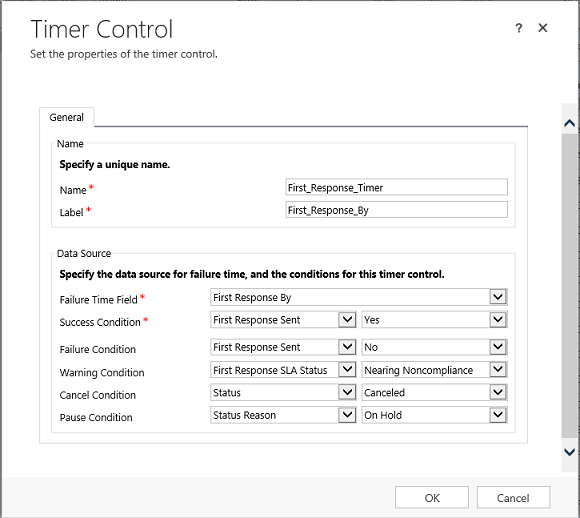 Timer Control
?
Set the properties of the timer control.
General
Name
Specify a unique name.
Name * First_Response_Timer
Label * First_Response_By
Data Source
Specify the data source for failure time, and the conditions for this timer control.
Failure Time Field * First Response By
Success Condition * First Response Sent Yes
Failure Condition First Response Sent No
Warning Condition First Response SLA Status Nearing Noncompliance
Cancel Condition Status Canceled
Pause Condition Status Reason On Hold
OK Cancel